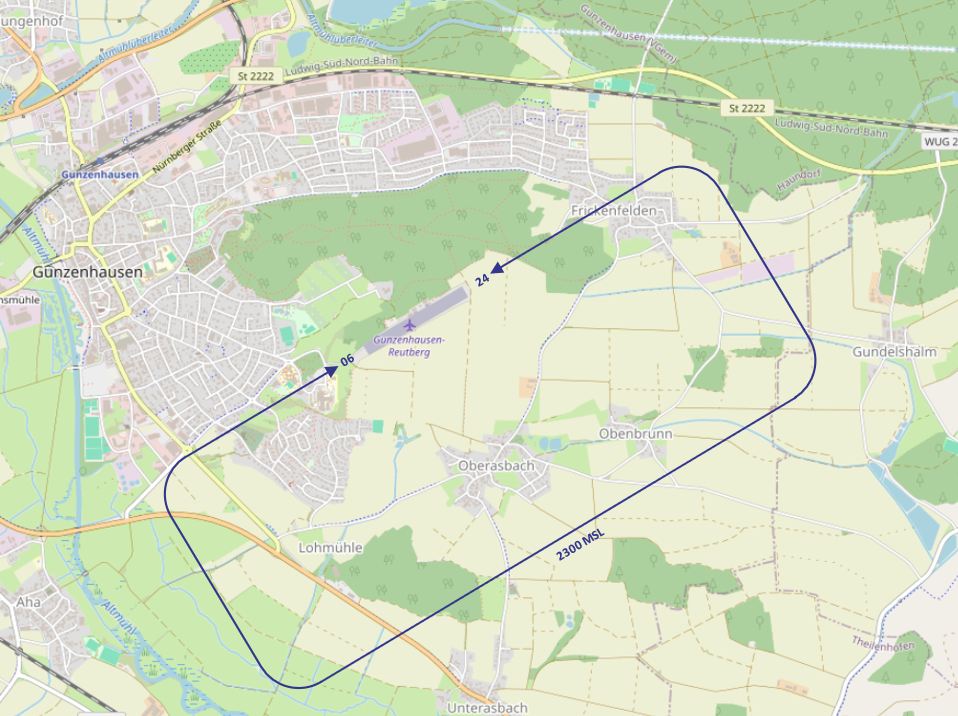 ungenhof
Altmühlüberleiter
Altmühlüberleiter
Gunzenhausen (VGem)
St 2222
Ludwig-Süd-Nord-Bahn
St 2222
Ludwig-Süd-Nord-Bahn
WUG 2
Nürnberger Straße
Gunzenhausen
Haundorf
Frickenfelden
Altmühl
Gunzenhausen
nsmühle
24
Gunzenhausen-
Reutberg
06
Gundelshalm
Obenbrunn
Oberasbach
2300 MSL
Lohmühle
Aha
Altmühl
Theilenhofen
Unterasbach